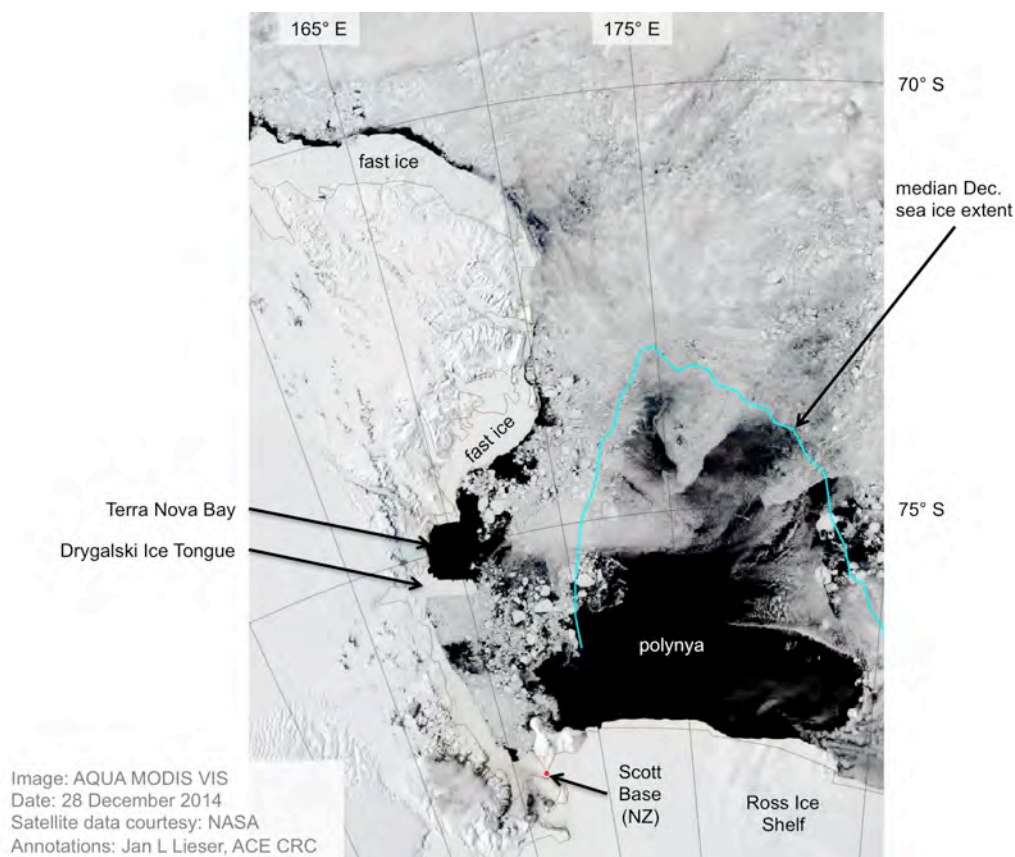 165° E
175° E
70° S
fast ice
median Dec.
sea ice extent
fast ice
Terra Nova Bay
75° S
Drygalski Ice Tongue
polynya
Scott
Base
(NZ)
Ross Ice
Shelf
Image: AQUA MODIS VIS
Date: 28 December 2014
Satellite data courtesy: NASA
Annotations: Jan L Lieser, ACE CRC